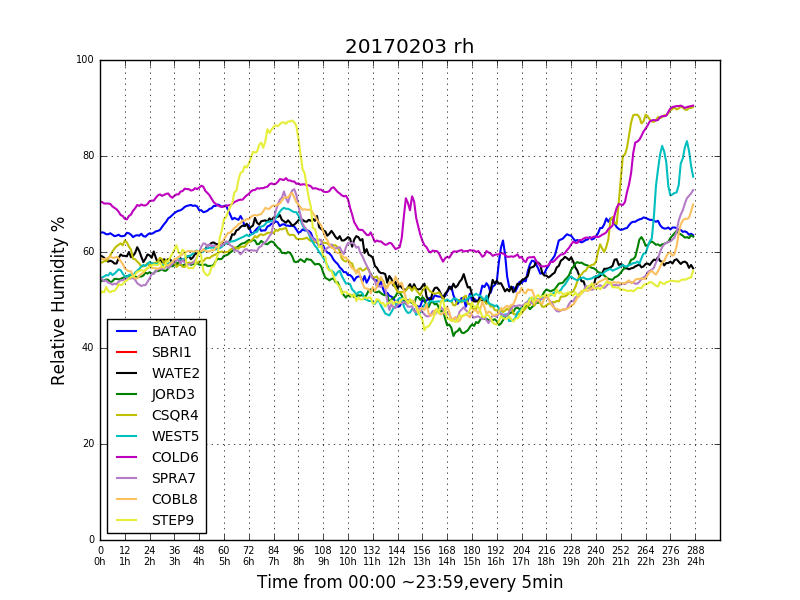 20170203 rh
100
80
60
40
20
0
Relative Humidity %
BATA0
SBRI1
WATE2
JORD3
CSQR4
WEST5
COLD6
SPRA7
COBL8
STEP9
0 12 24 36 48 60 72 84 96 108 120 132 144 156 168 180 192 204 216 228 240 252 264 276 288
0h 1h 2h 3h 4h 5h 6h 7h 8h 9h 10h 11h 12h 13h 14h 15h 16h 17h 18h 19h 20h 21h 22h 23h 24h
Time from 00:00 ~23:59,every 5min